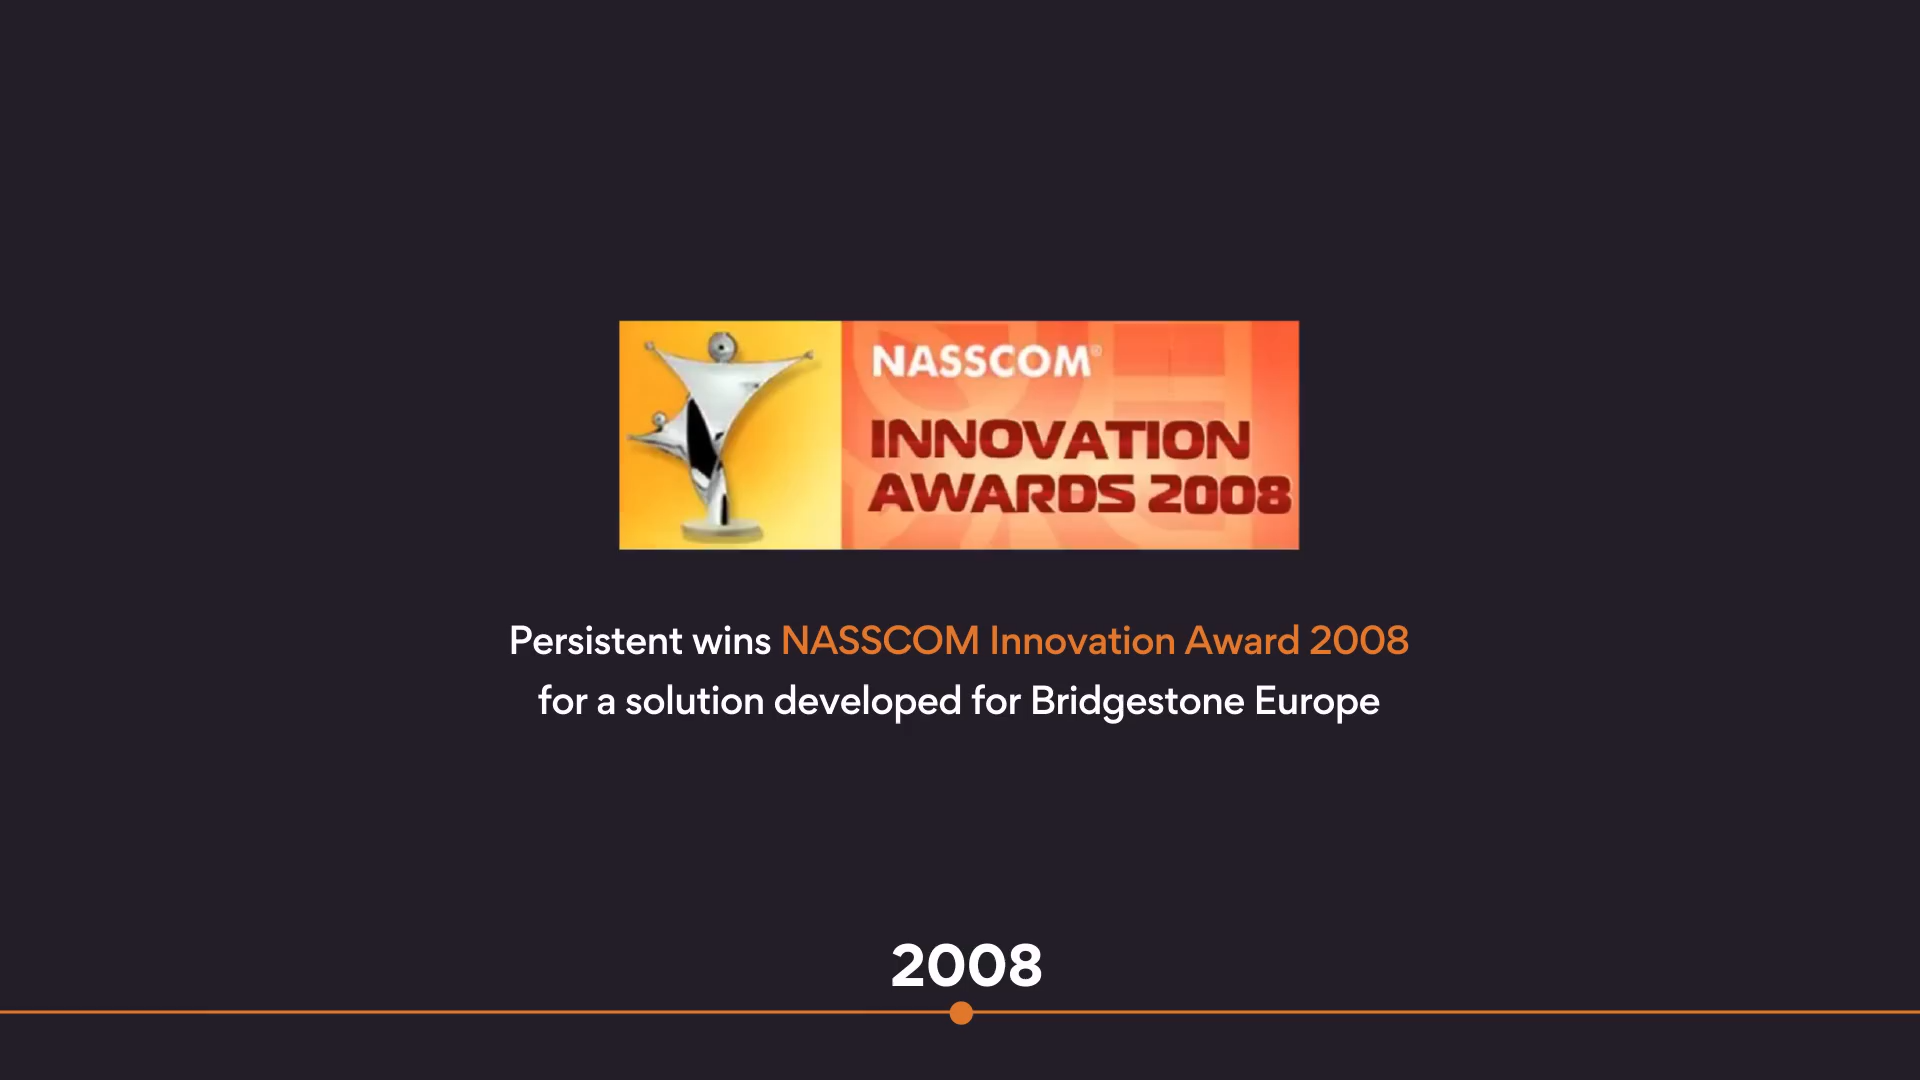 NASSCOM®
INNOVATION
AWARDS 2008
Persistent wins NASSCOM Innovation Award 2008
for a solution developed for Bridgestone Europe
2008